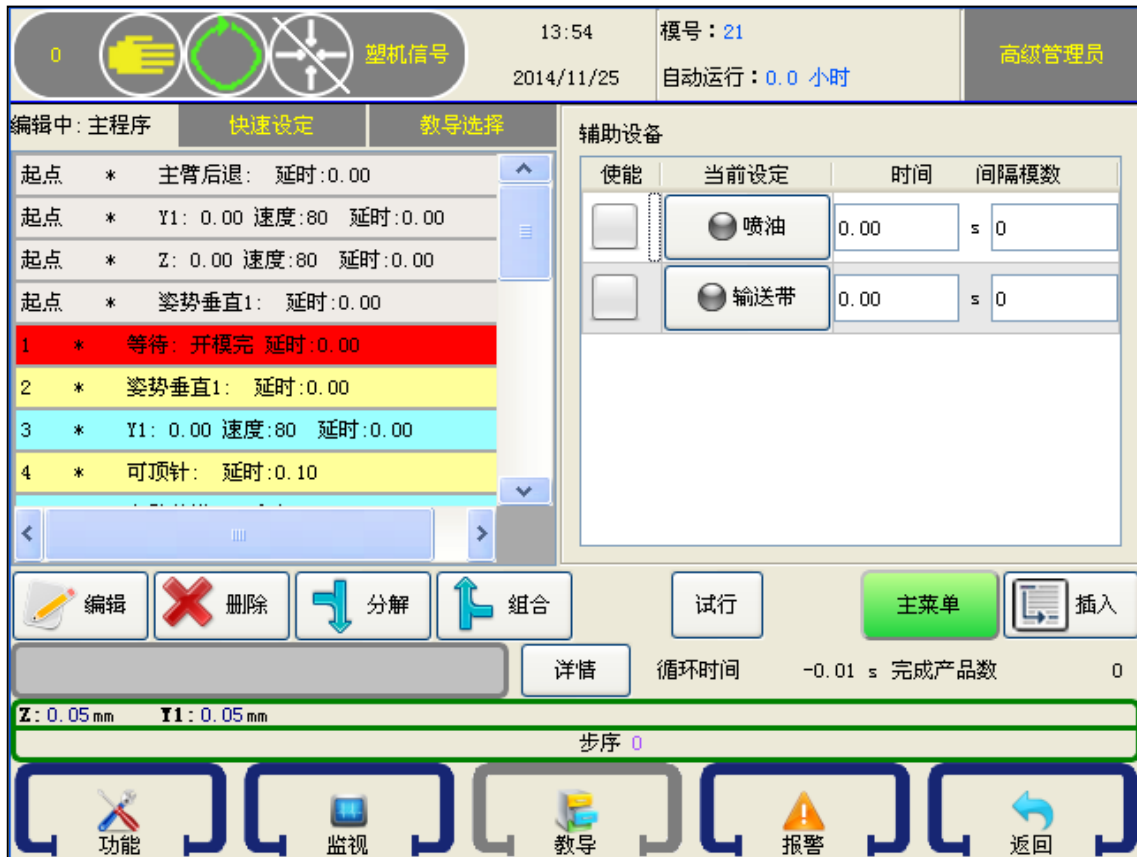 0 塑机信号 13:54 模号：21 高级管理员
2014/11/25 自动运行：0.0 小时
编辑中：主程序 快速设定 教导选择 辅助设备
使能 当前设定 时间 间隔模数
起点 * 主臂后退： 延时:0.00
起点 * Y1: 0.00 速度:80 延时:0.00
喷油 0.00 s 0
起点 * Z: 0.00 速度:80 延时:0.00
起点 * 姿势垂直1: 延时:0.00
输送带 0.00 s 0
1 * 等待: 开模完 延时:0.00
2 * 姿势垂直1: 延时:0.00
3 * Y1: 0.00 速度:80 延时:0.00
4 * 可顶针: 延时:0.10
编辑 删除 分解 组合 试行 主菜单 插入
详情 循环时间 -0.01 s 完成产品数 0
Z:0.05mm Y1:0.05mm
步序 0
功能 监视 教导 报警 返回